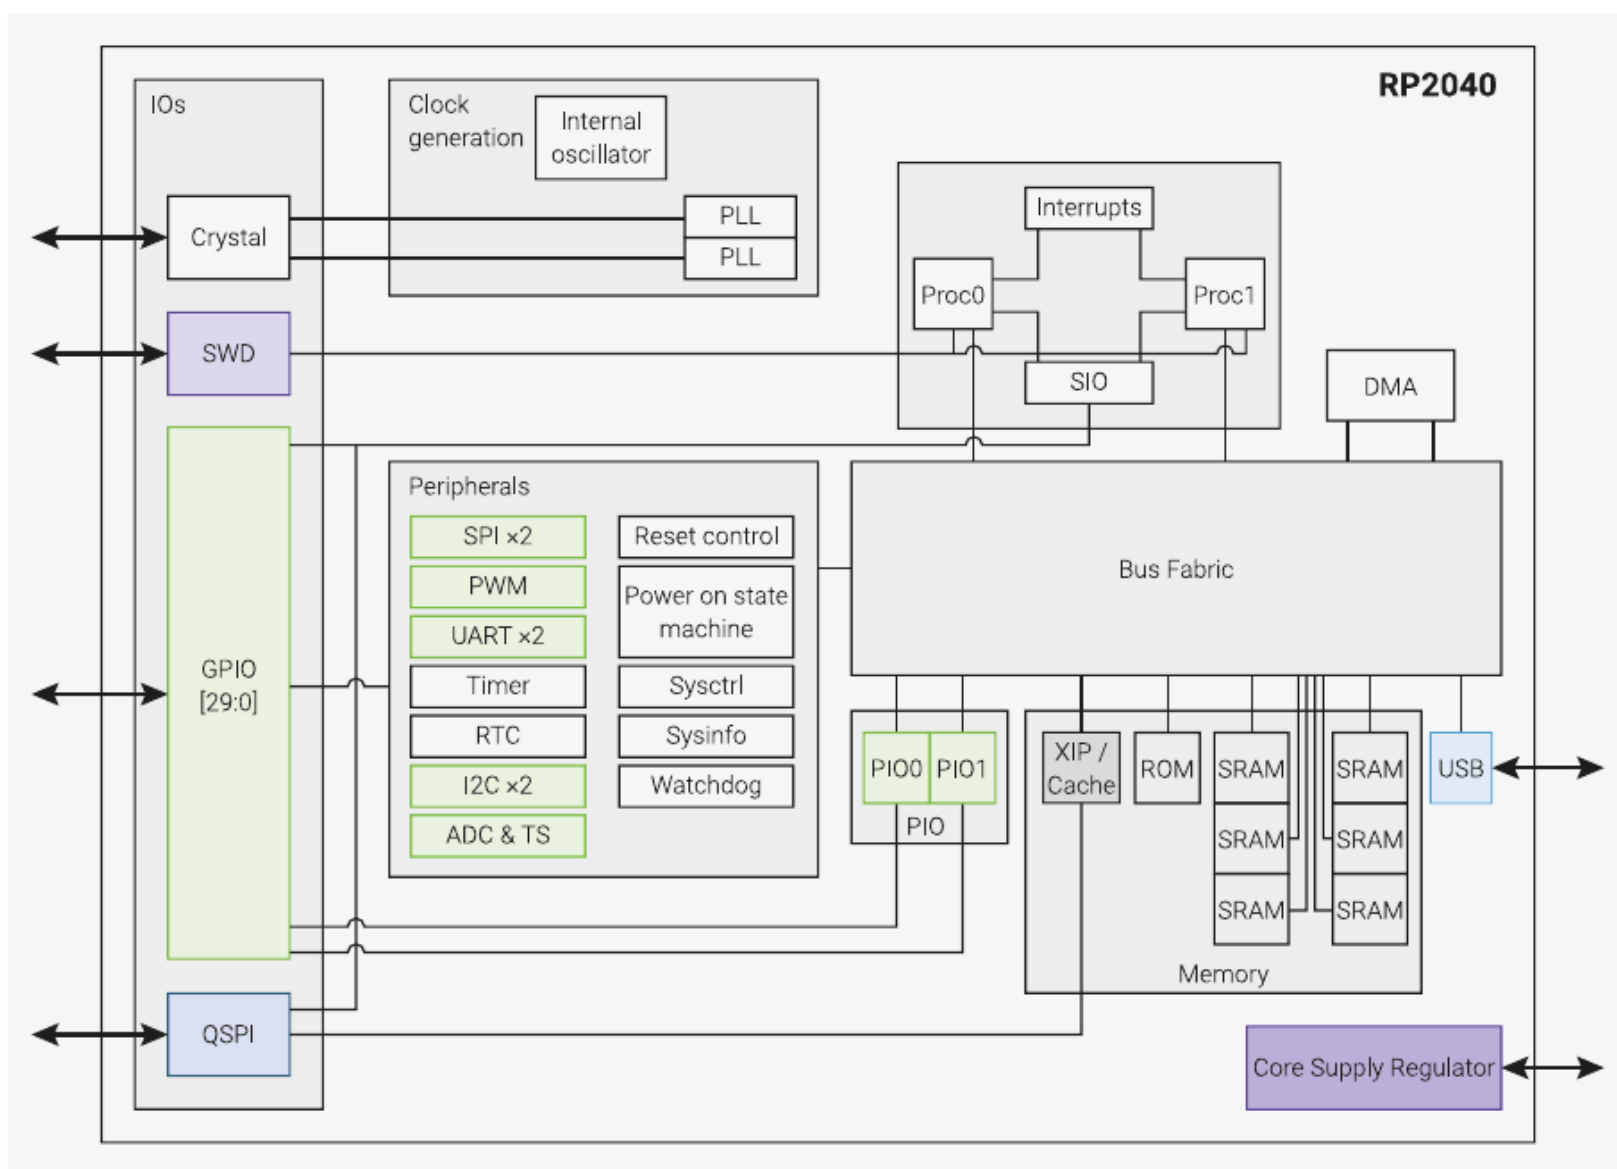 RP2040
IOs
Crystal
SWD
GPIO
[29:0]
QSPI
Clock
generation
Internal
oscillator
PLL
PLL
Interrupts
Proc0
Proc1
SIO
DMA
Peripherals
SPI ×2
PWM
UART ×2
Timer
RTC
I2C ×2
ADC & TS
Reset control
Power on state
machine
Sysctrl
Sysinfo
Watchdog
Bus Fabric
PIO0
PIO1
PIO
XIP /
Cache
ROM
SRAM
SRAM
SRAM
SRAM
SRAM
SRAM
Memory
USB
Core Supply Regulator